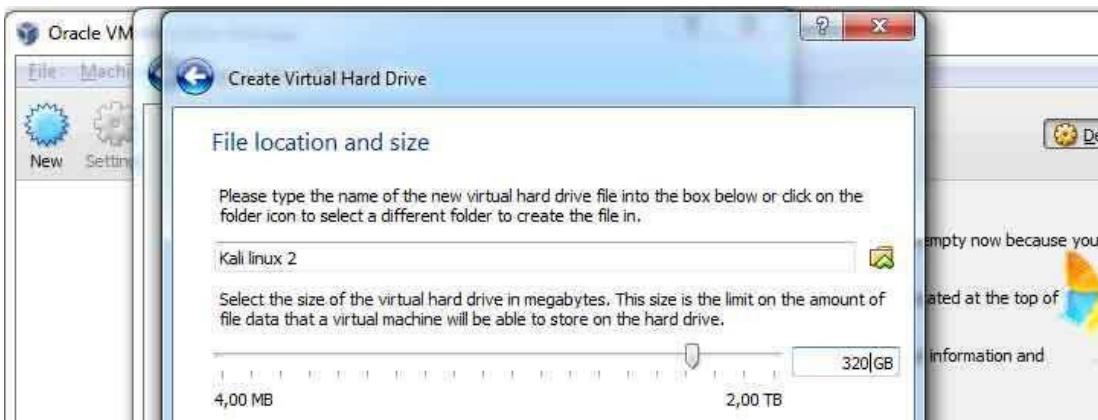 Oracle VM
File Machi
Create Virtual Hard Drive
New Setting
De
File location and size
Please type the name of the new virtual hard drive file into the box below or click on the
folder icon to select a different folder to create the file in.
empty now because you
Kali linux 2
Select the size of the virtual hard drive in megabytes. This size is the limit on the amount of
file data that a virtual machine will be able to store on the hard drive.
ated at the top of
320 GB
information and
4,00 MB 2,00 TB